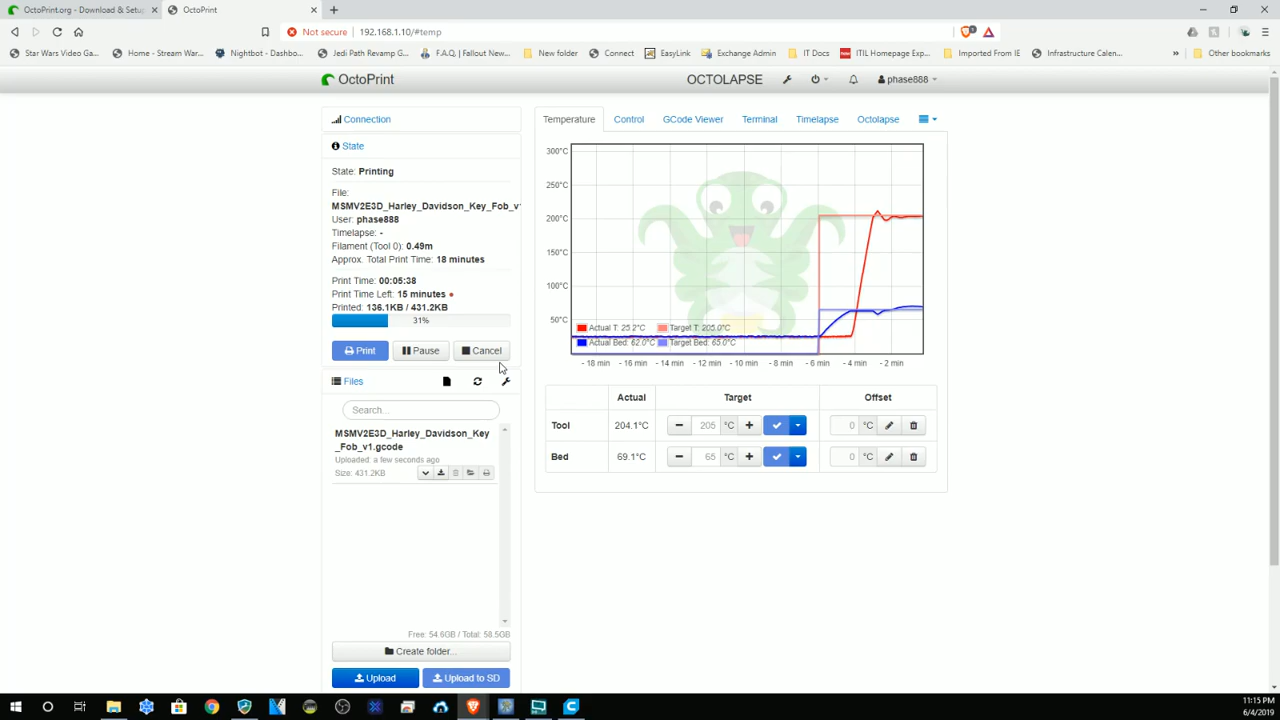 OctoPrint.org - Download & Setu
OctoPrint
Not secure
192.168.1.10/#temp
Star Wars Video Ga...
Home - Stream War...
Nightbot - Dashbo...
Jedi Path Revamp G...
F.A.Q. | Fallout New...
New folder
Connect
EasyLink
Exchange Admin
IT Docs
ITIL Homepage Exp...
Imported From IE
Infrastructure Calen...
Other bookmarks
OctoPrint
OCTOLAPSE
phase888
Connection
State
State: Printing
File:
MSMV2E3D_Harley_Davidson_Key_Fob_v
User: phase888
Timelapse: -
Filament (Tool 0): 0.49m
Approx. Total Print Time: 18 minutes
Print Time: 00:05:38
Print Time Left: 15 minutes
Printed: 136.1KB / 431.2KB
31%
Print
Pause
Cancel
Files
Search...
MSMV2E3D_Harley_Davidson_Key
_Fob_v1.gcode
Uploaded: a few seconds ago
Size: 431.2KB
Free: 54.6GB / Total: 58.5GB
Create folder...
Upload
Upload to SD
Temperature
Control
GCode Viewer
Terminal
Timelapse
Octolapse
300°C
250°C
200°C
150°C
100°C
50°C
Actual T: 25.2°C
Target T: 205.0°C
Actual Bed: 62.0°C
Target Bed: 65.0°C
- 18 min
- 16 min
- 14 min
- 12 min
- 10 min
- 8 min
- 6 min
- 4 min
- 2 min
Actual
Target
Offset
Tool
204.1°C
205
°C
0
°C
Bed
69.1°C
65
°C
0
°C
11:15 PM
6/4/2019